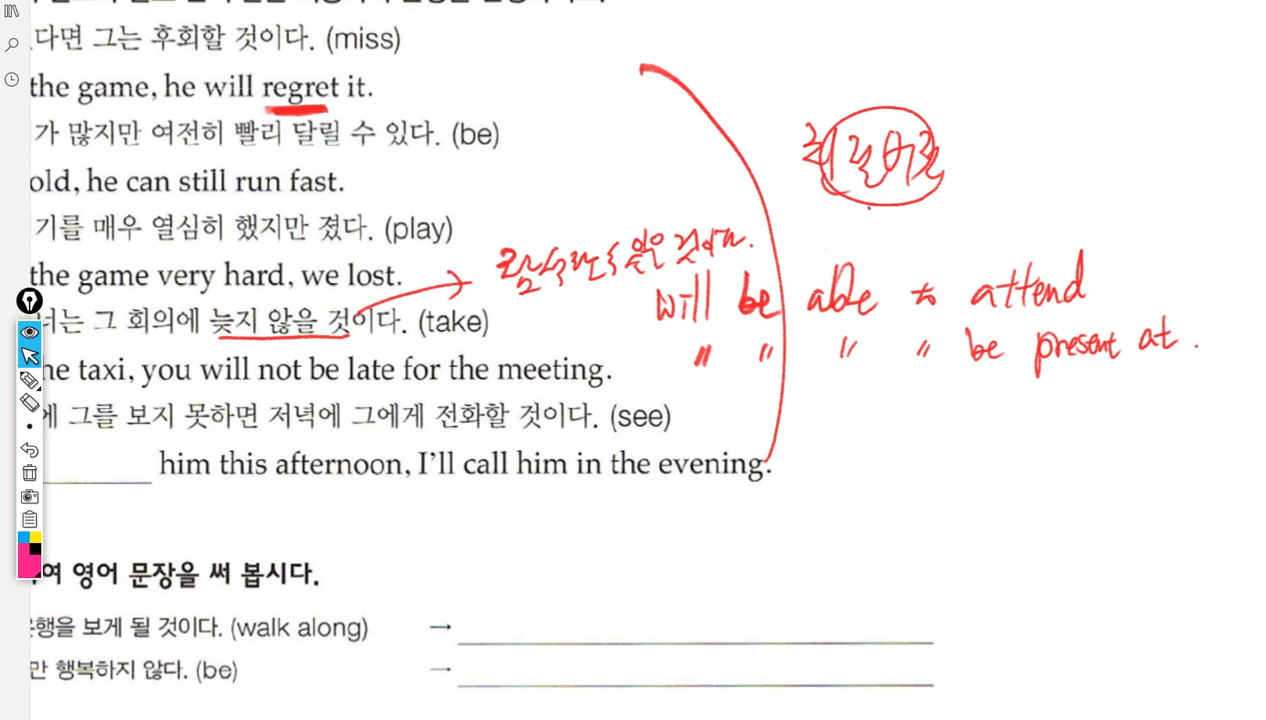 다면 그는 후회할 것이다. (miss)
the game, he will regret it.
가 많지만 여전히 빨리 달릴 수 있다. (be)
old, he can still run fast.
기를 매우 열심히 했지만 졌다. (play)
the game very hard, we lost.
너는 그 회의에 늦지 않을 것이다. (take)
he taxi, you will not be late for the meeting.
에 그를 보지 못하면 저녁에 그에게 전화할 것이다. (see)
him this afternoon, I'll call him in the evening.
will be able to attend
" " " " be present at.
여 영어 문장을 써 봅시다.
은행을 보게 될 것이다. (walk along) →
만 행복하지 않다. (be) →